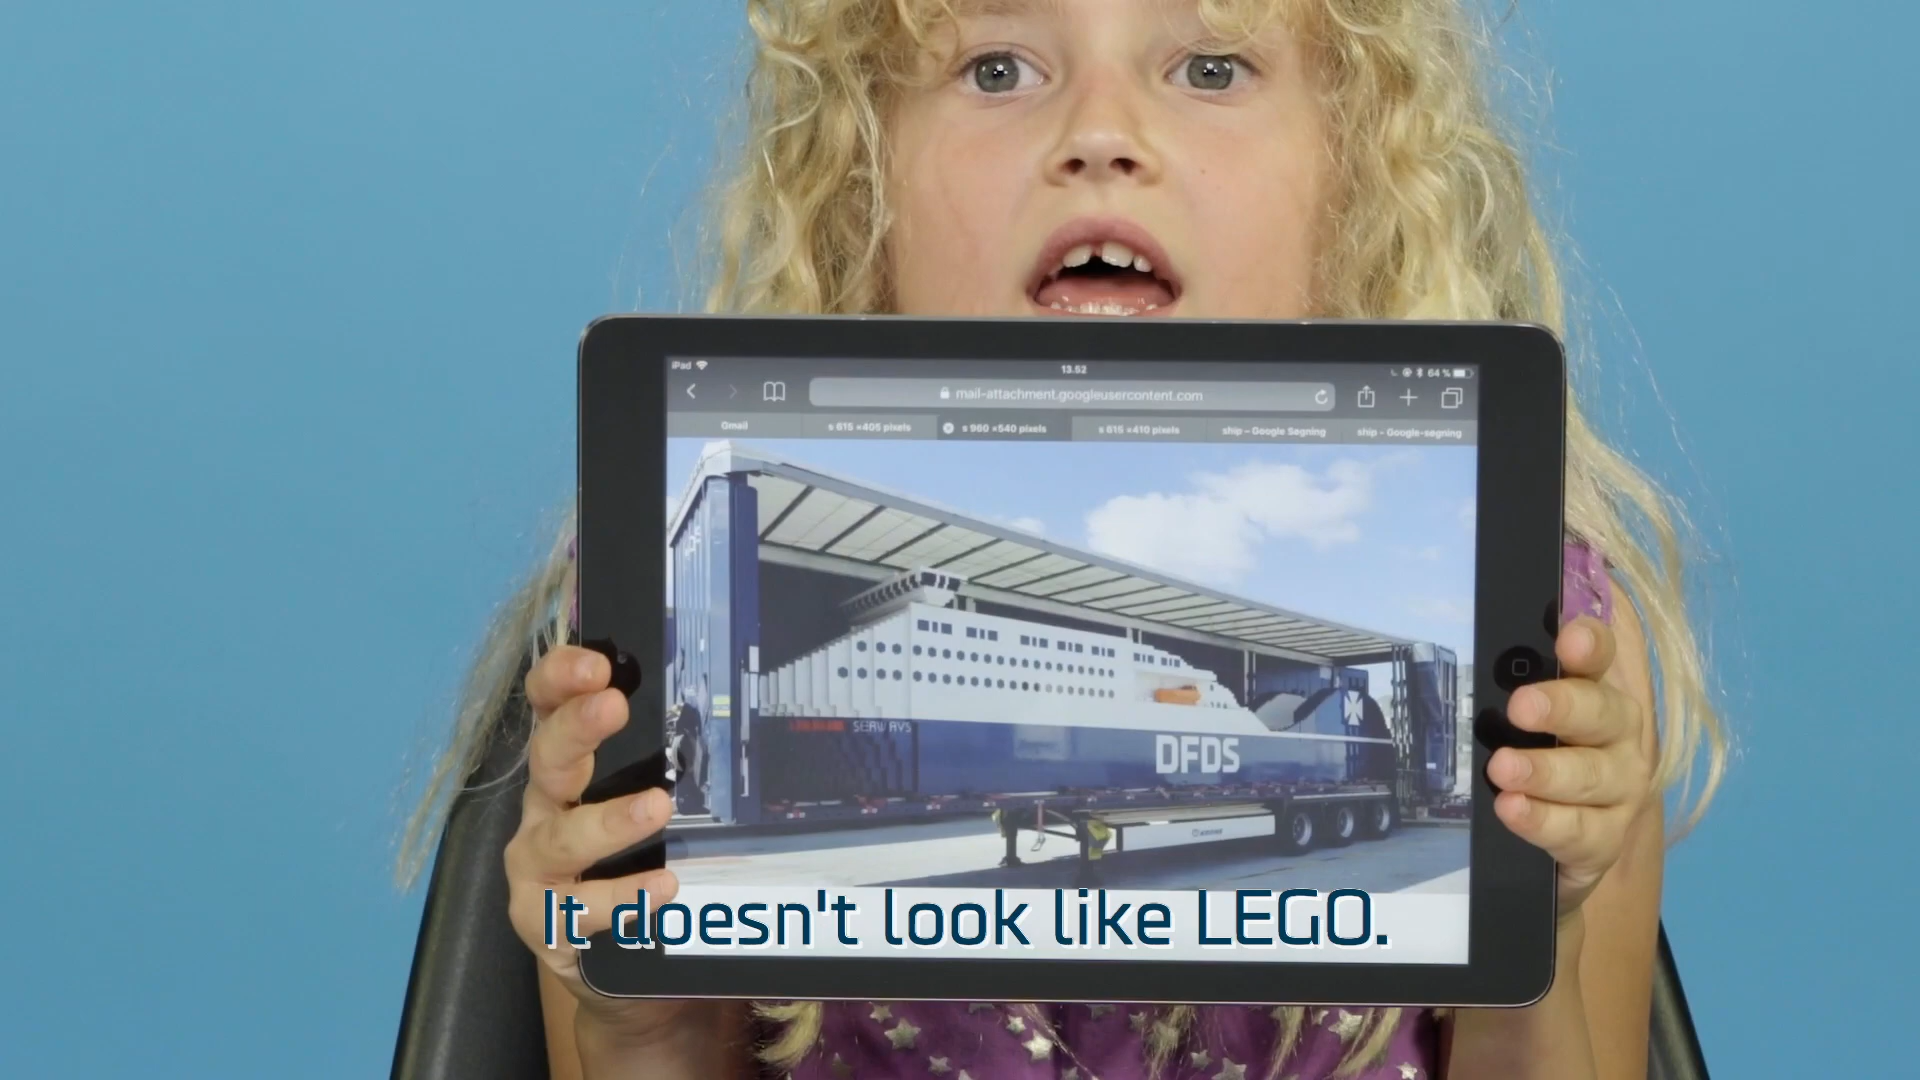 iPad
13.52
64 %
mail-attachment.googleusercontent.com
Gmail
s 615 ×405 pixels
s 960 ×540 pixels
s 615 ×410 pixels
ship – Google Søgning
ship - Google-søgning
SEAWAYS
DFDS
It doesn't look like LEGO.